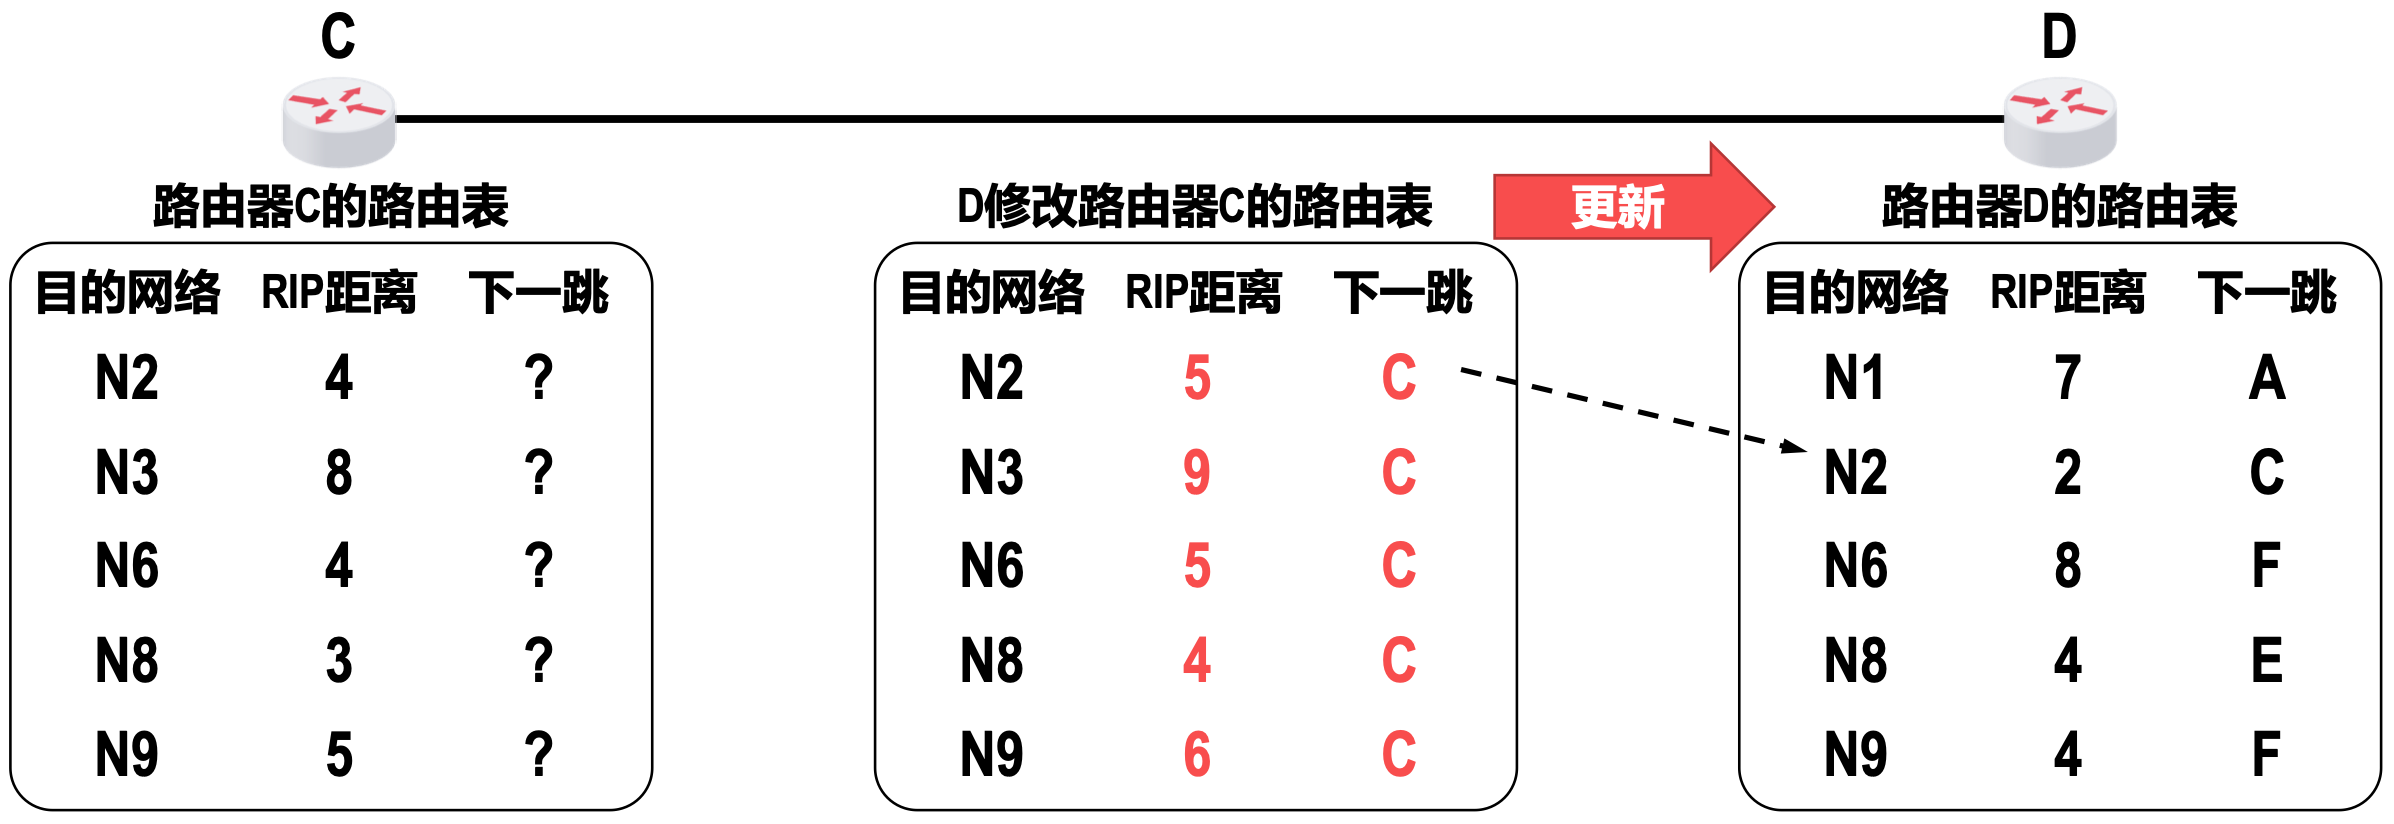 C
D
路由器C的路由表
D修改路由器C的路由表
更新
路由器D的路由表
目的网络 RIP距离 下一跳
N2 4 ?
N3 8 ?
N6 4 ?
N8 3 ?
N9 5 ?
目的网络 RIP距离 下一跳
N2 5 C
N3 9 C
N6 5 C
N8 4 C
N9 6 C
目的网络 RIP距离 下一跳
N1 7 A
N2 2 C
N6 8 F
N8 4 E
N9 4 F